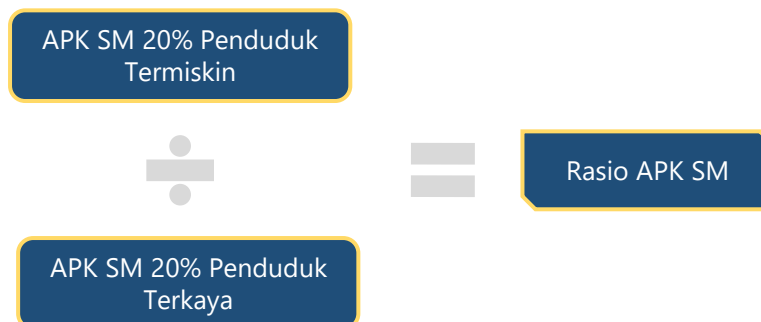 APK SM 20% Penduduk
Termiskin
Rasio APK SM
APK SM 20% Penduduk
Terkaya